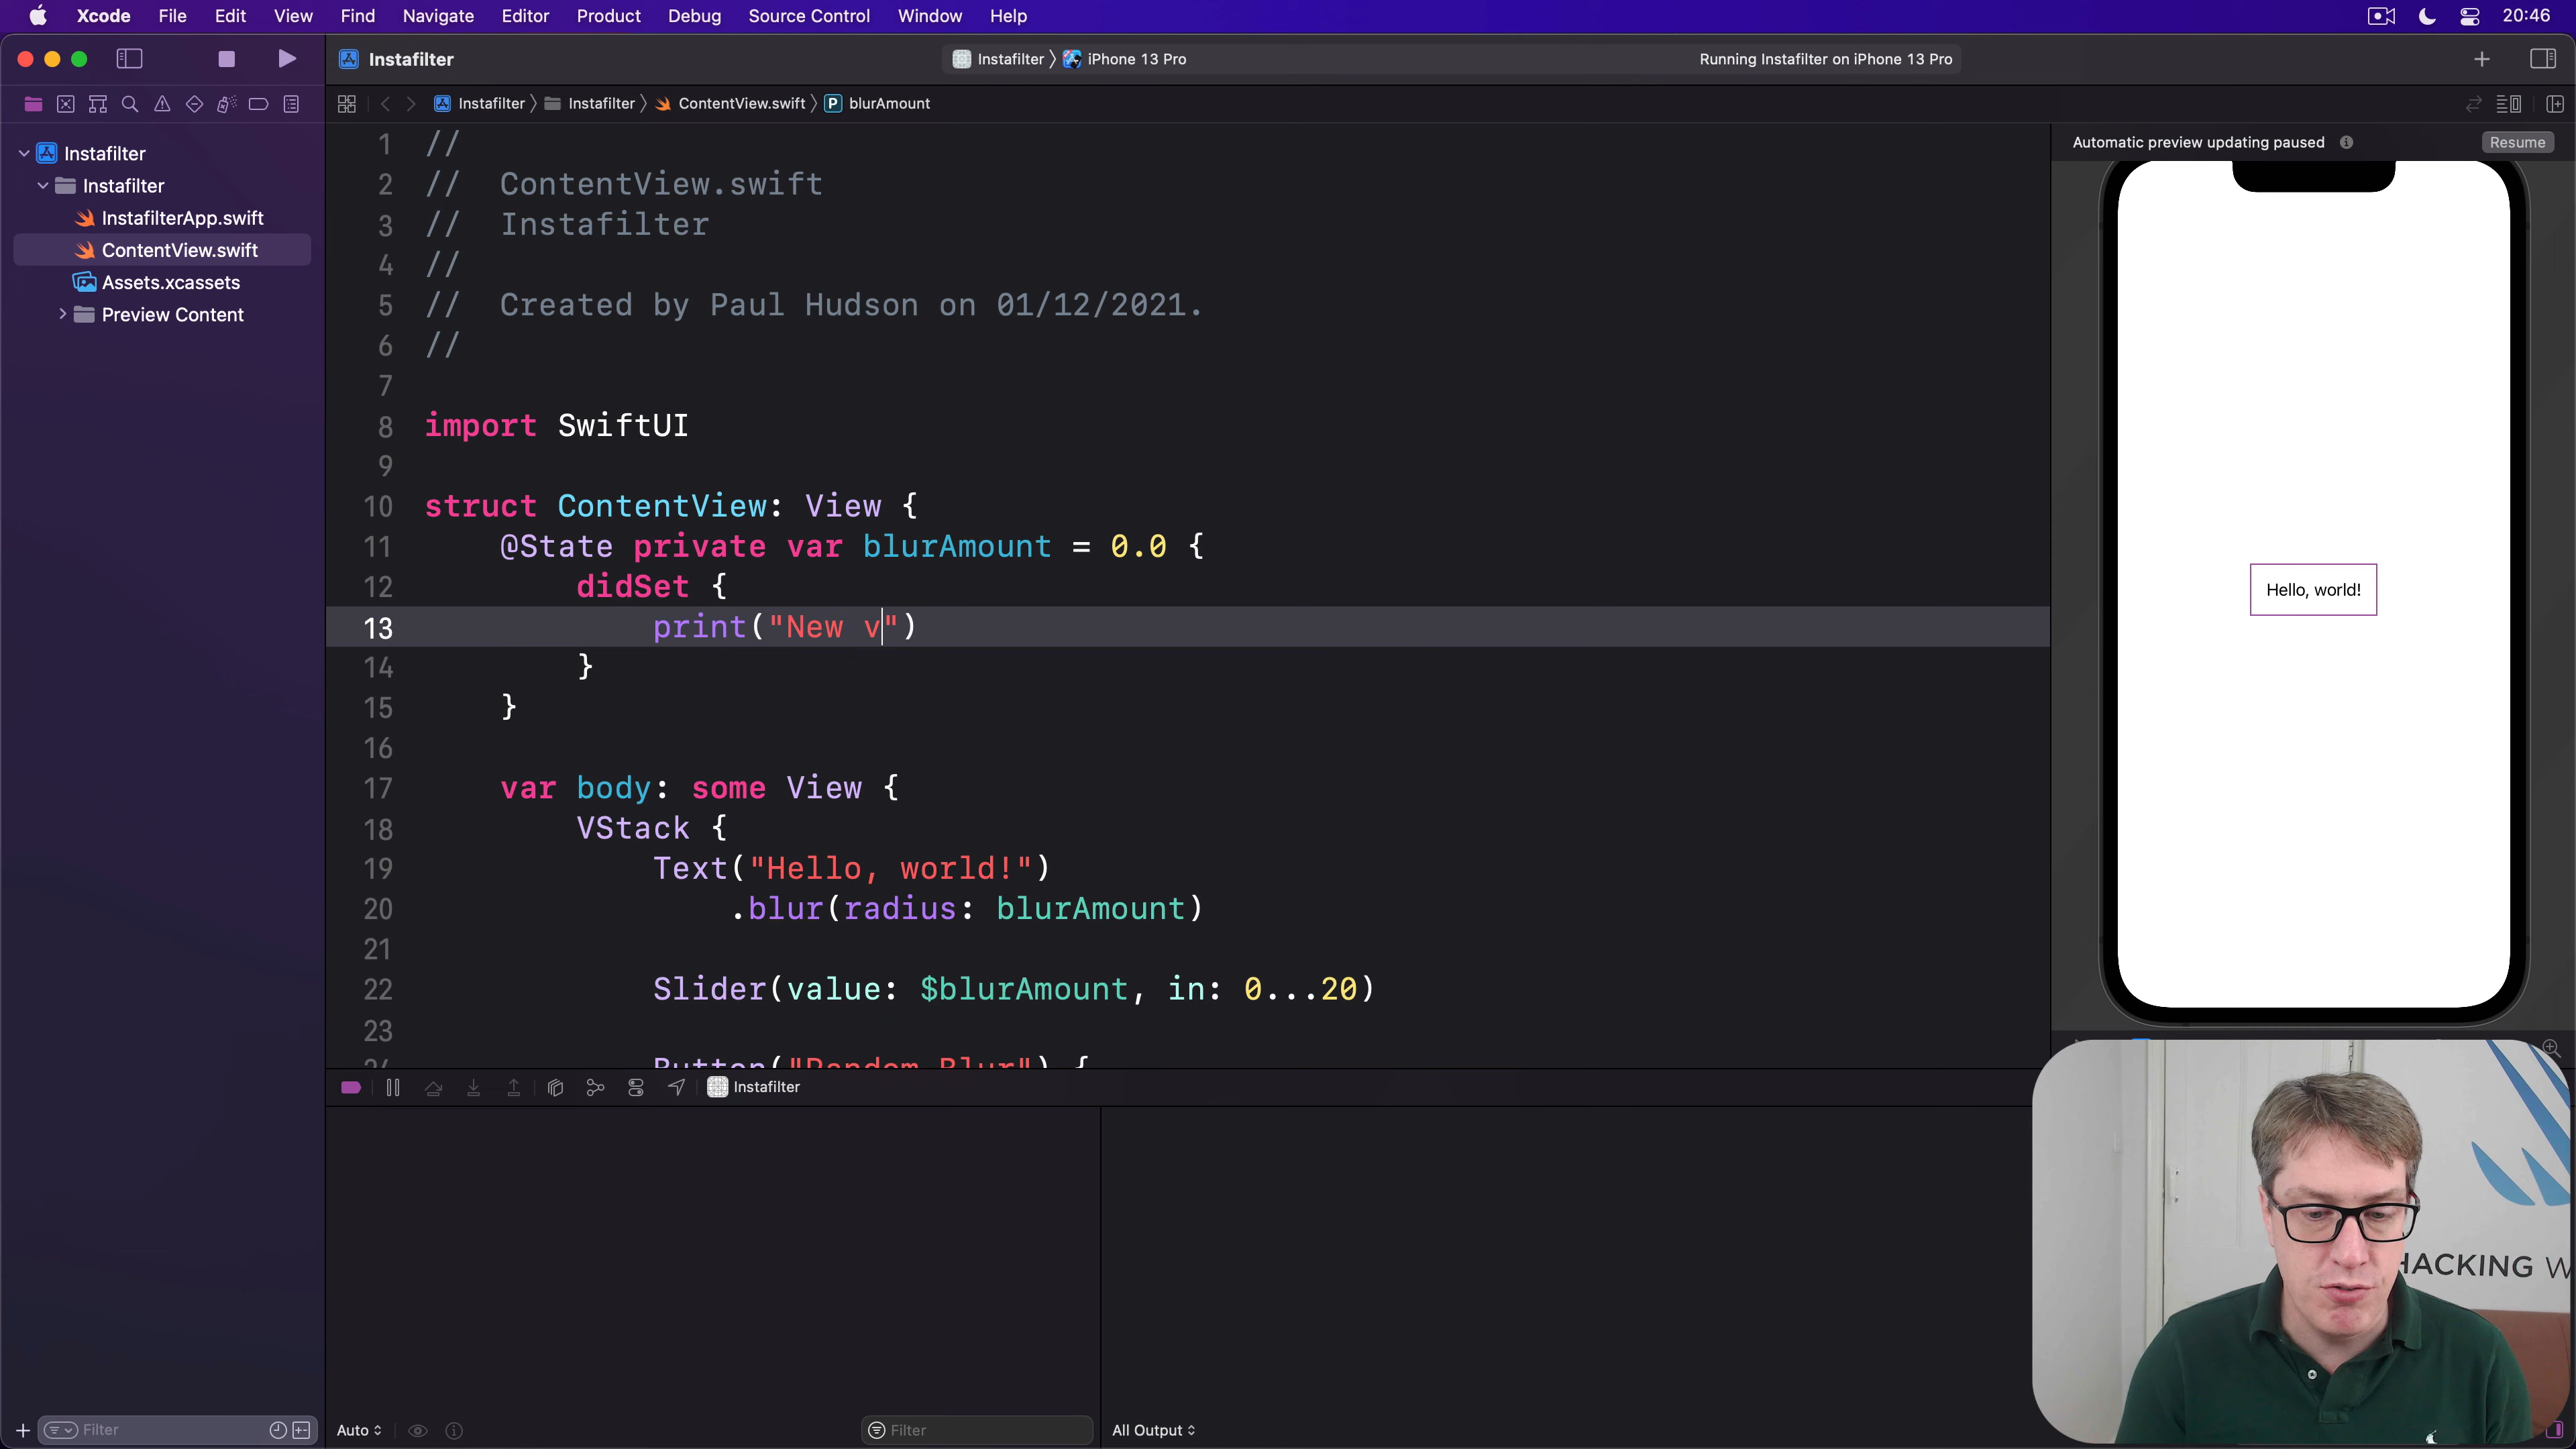 Xcode File Edit View Find Navigate Editor Product Debug Source Control Window Help 20:46
Instafilter
Instafilter iPhone 13 Pro
Running Instafilter on iPhone 13 Pro
Instafilter Instafilter ContentView.swift P blurAmount
Automatic preview updating paused Resume
Instafilter
Instafilter
InstafilterApp.swift
ContentView.swift
Assets.xcassets
Preview Content
1 //
2 //  ContentView.swift
3 //  Instafilter
4 //
5 //  Created by Paul Hudson on 01/12/2021.
6 //
7
8 import SwiftUI
9
10 struct ContentView: View {
11 @State private var blurAmount = 0.0 {
12 didSet {
13 print("New v")
14 }
15 }
16
17 var body: some View {
18 VStack {
19 Text("Hello, world!")
20 .blur(radius: blurAmount)
21
22 Slider(value: $blurAmount, in: 0...20)
23
24 Button("Random Blur") {
Hello, world!
Instafilter
HACKING W
Filter
Auto
Filter
All Output